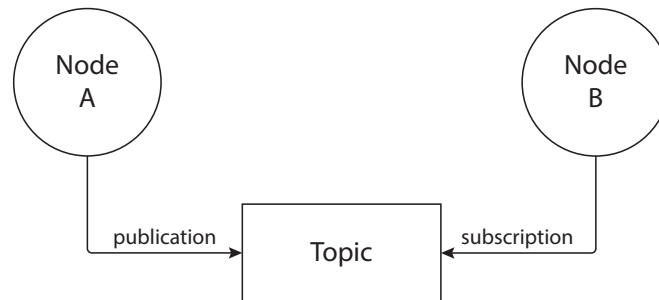 Node
A
Node
B
publication
Topic
subscription